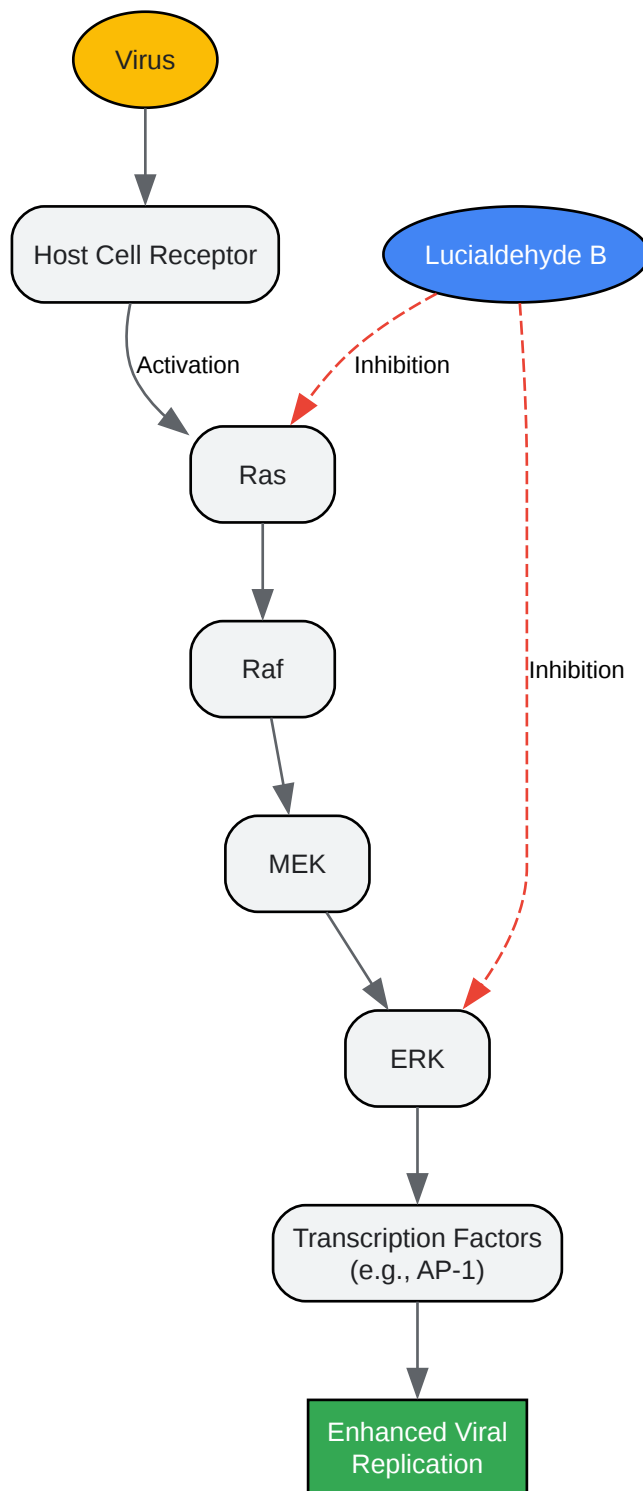 Virus
Host Cell Receptor
Lucialdehyde B
Activation
Inhibition
Ras
Raf
Inhibition
MEK
ERK
Transcription Factors
(e.g., AP-1)
Enhanced Viral
Replication